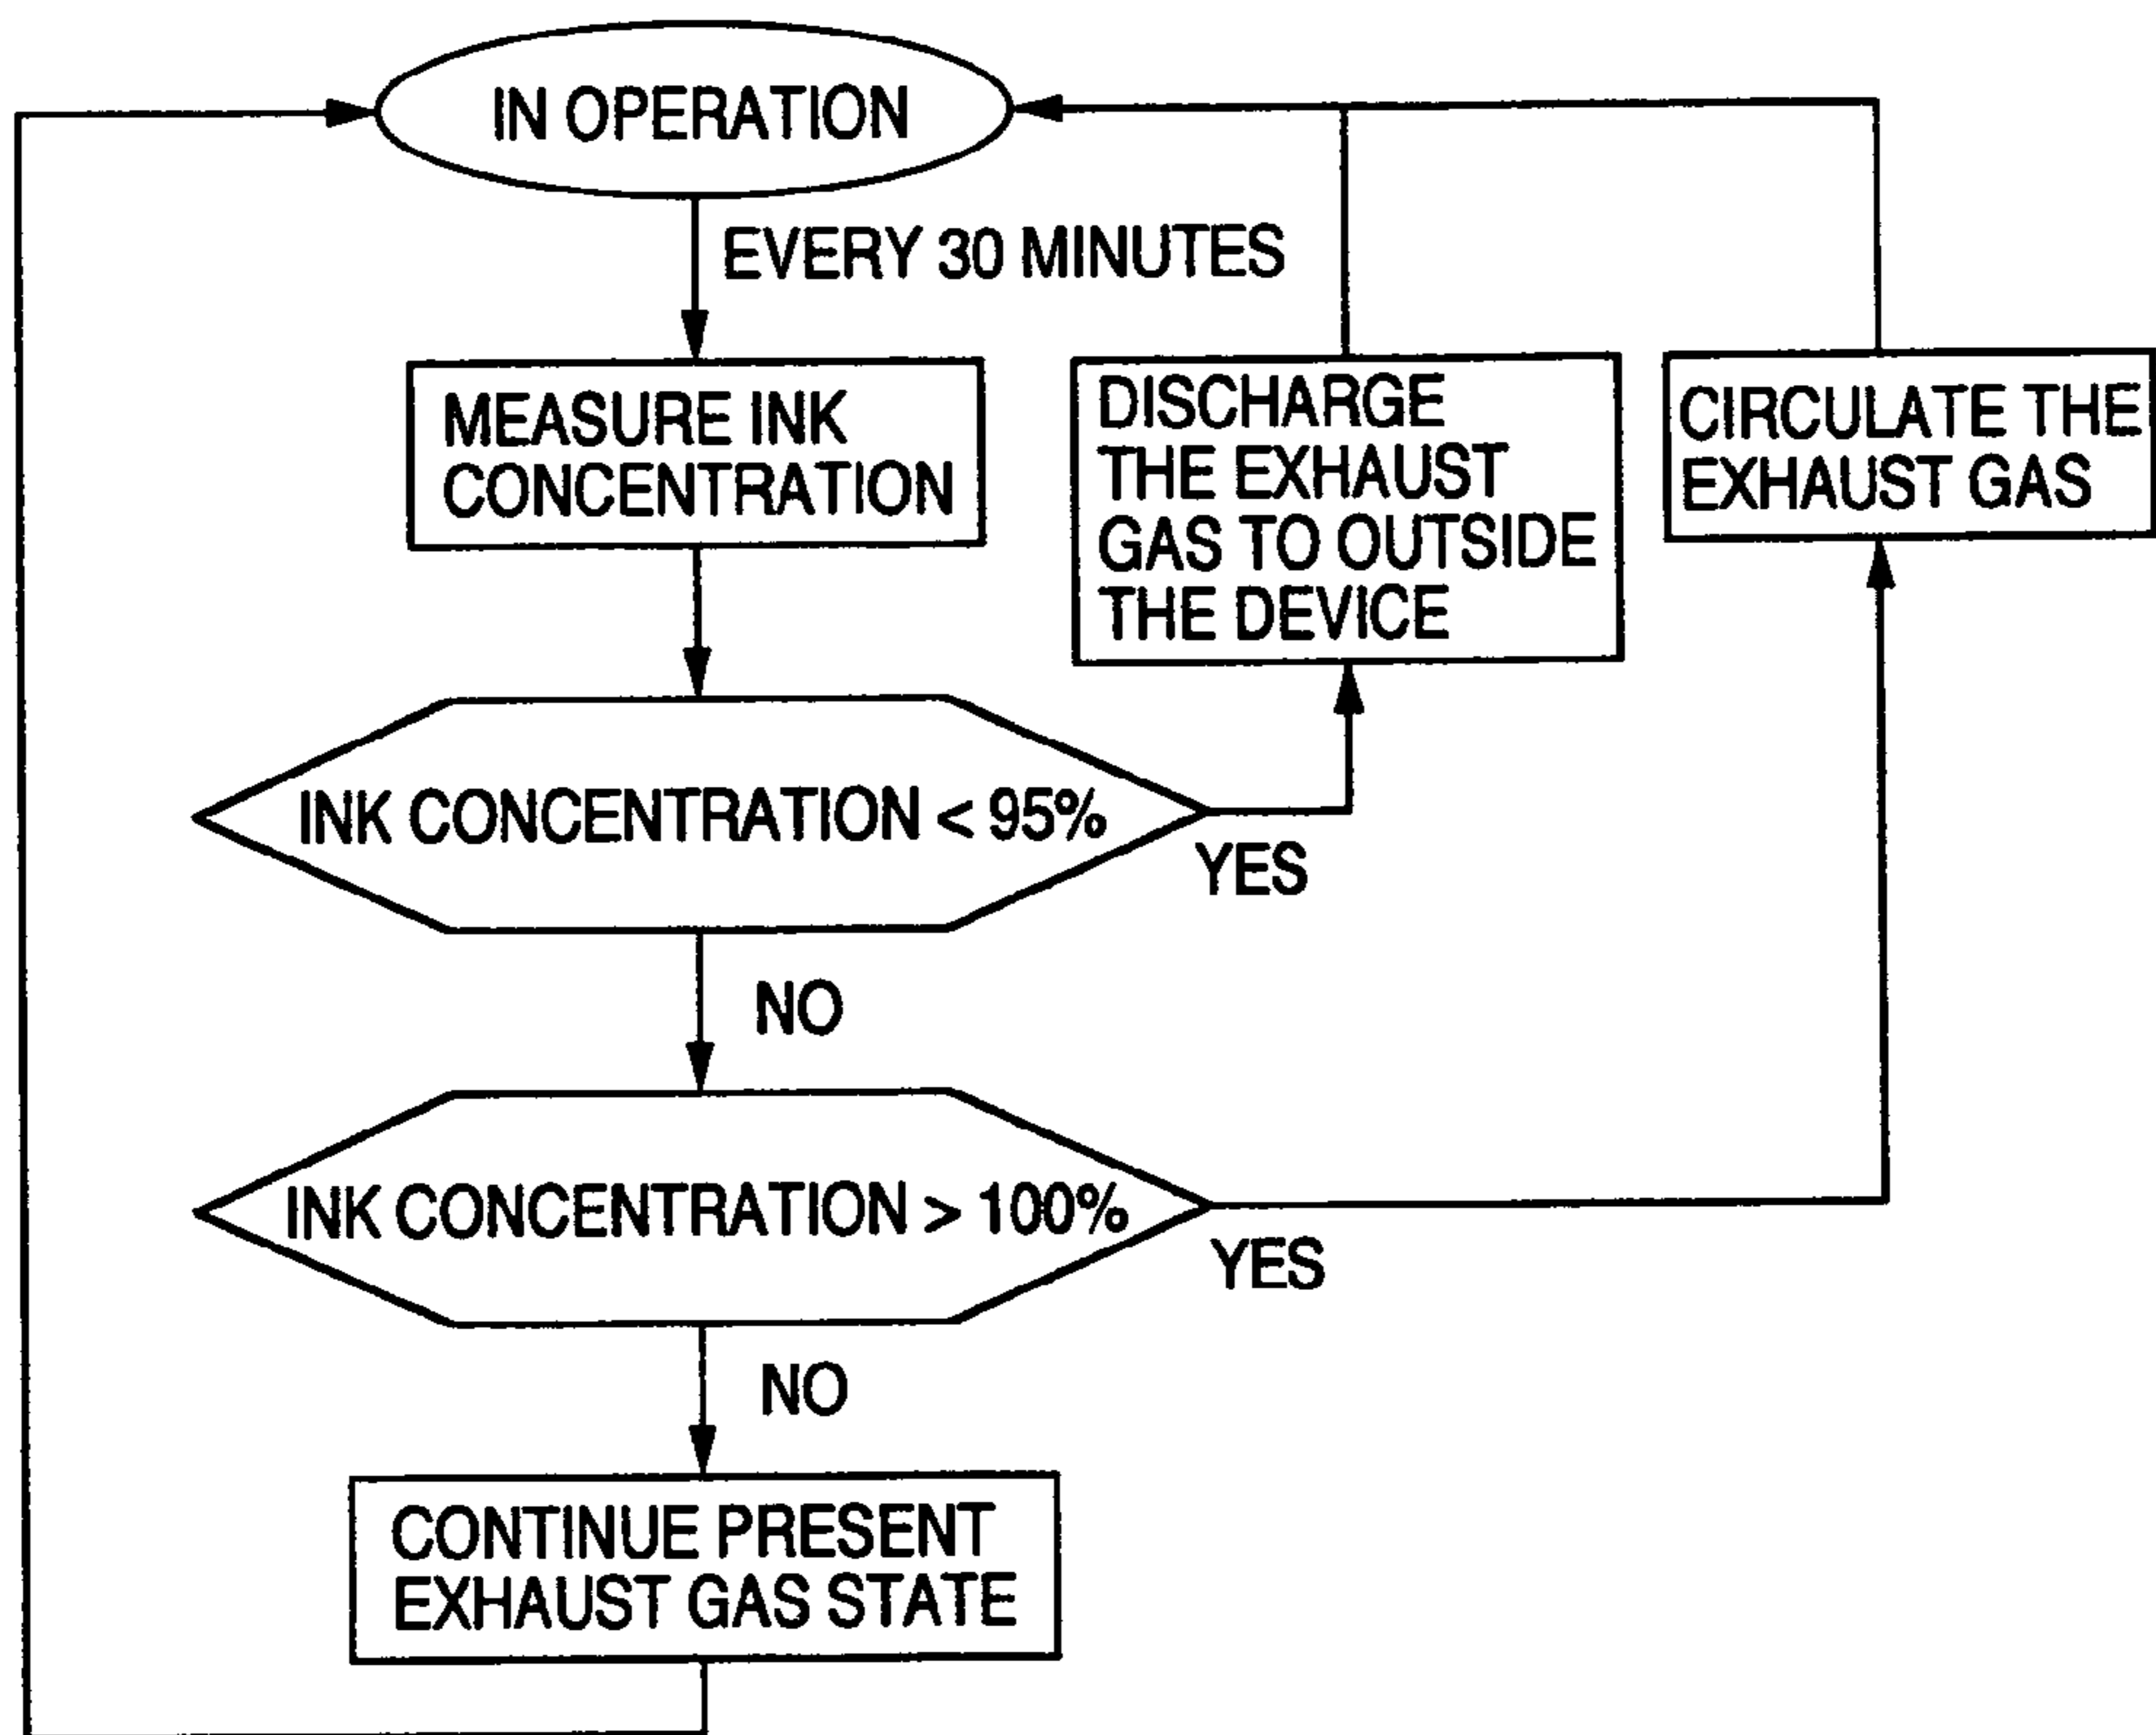 IN OPERATION
EVERY 30 MINUTES
MEASURE INK
CONCENTRATION
DISCHARGE
THE EXHAUST
GAS TO OUTSIDE
THE DEVICE
CIRCULATE THE
EXHAUST GAS
INK CONCENTRATION < 95%
YES
NO
INK CONCENTRATION > 100%
YES
NO
CONTINUE PRESENT
EXHAUST GAS STATE